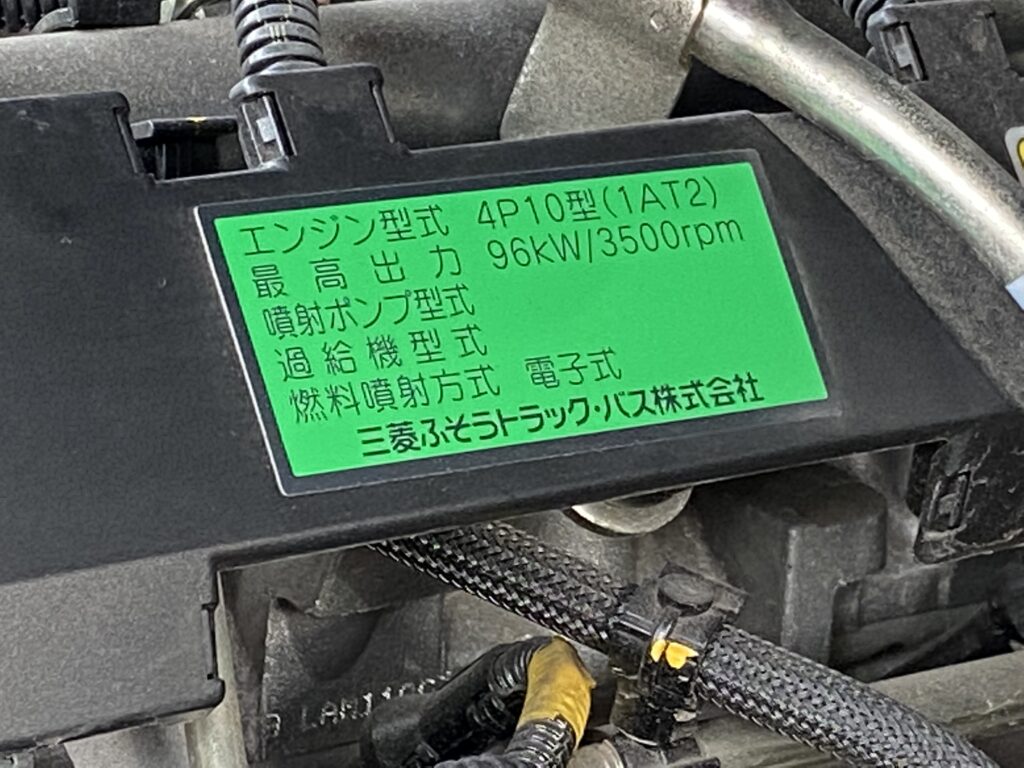 エンジン型式 4P10型(1AT2)
最高出力 96kW/3500rpm
噴射ポンプ型式
過給機型式
燃料噴射方式 電子式
三菱ふそうトラック・バス株式会社